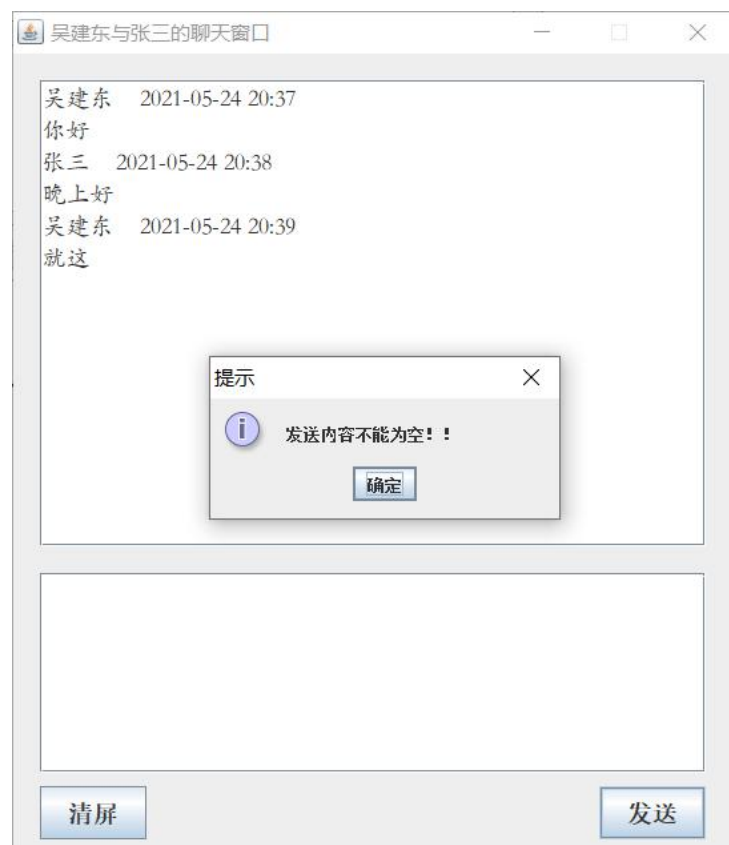 吴建东与张三的聊天窗口
吴建东 2021-05-24 20:37
你好
张三 2021-05-24 20:38
晚上好
吴建东 2021-05-24 20:39
就这
提示
发送内容不能为空！！
确定
清屏
发送